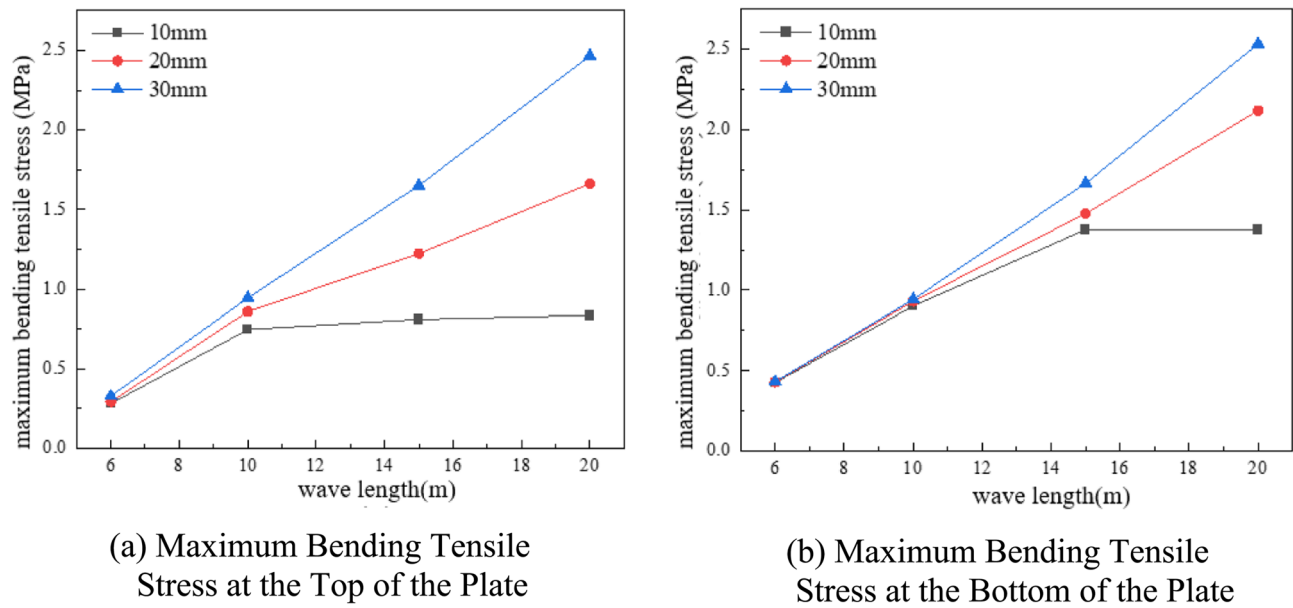 10mm
20mm
30mm
2.5
2.0
1.5
1.0
0.5
0.0
maximum bending tensile stress (MPa)
6 8 10 12 14 16 18 20
wave length(m)
(a) Maximum Bending Tensile
Stress at the Top of the Plate
10mm
20mm
30mm
2.5
2.0
1.5
1.0
0.5
0.0
maximum bending tensile stress (MPa)
6 8 10 12 14 16 18 20
wave length(m)
(b) Maximum Bending Tensile
Stress at the Bottom of the Plate